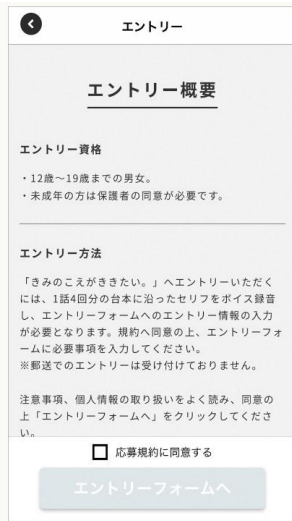 エントリー
エントリー概要
エントリー資格
・12歳～19歳までの男女。
・未成年の方は保護者の同意が必要です。
エントリー方法
「きみのこえがききたい。」へエントリーいただく
には、1話4回分の台本に沿ったセリフをボイス録音
し、エントリーフォームへのエントリー情報の入力
が必要となります。規約へ同意の上、エントリーフォ
ームに必要事項を入力してください。
※郵送でのエントリーは受け付けておりません。
注意事項、個人情報の取り扱いをよく読み、同意の
上「エントリーフォームへ」をクリックしてくださ
い。
応募規約に同意する
エントリーフォームへ